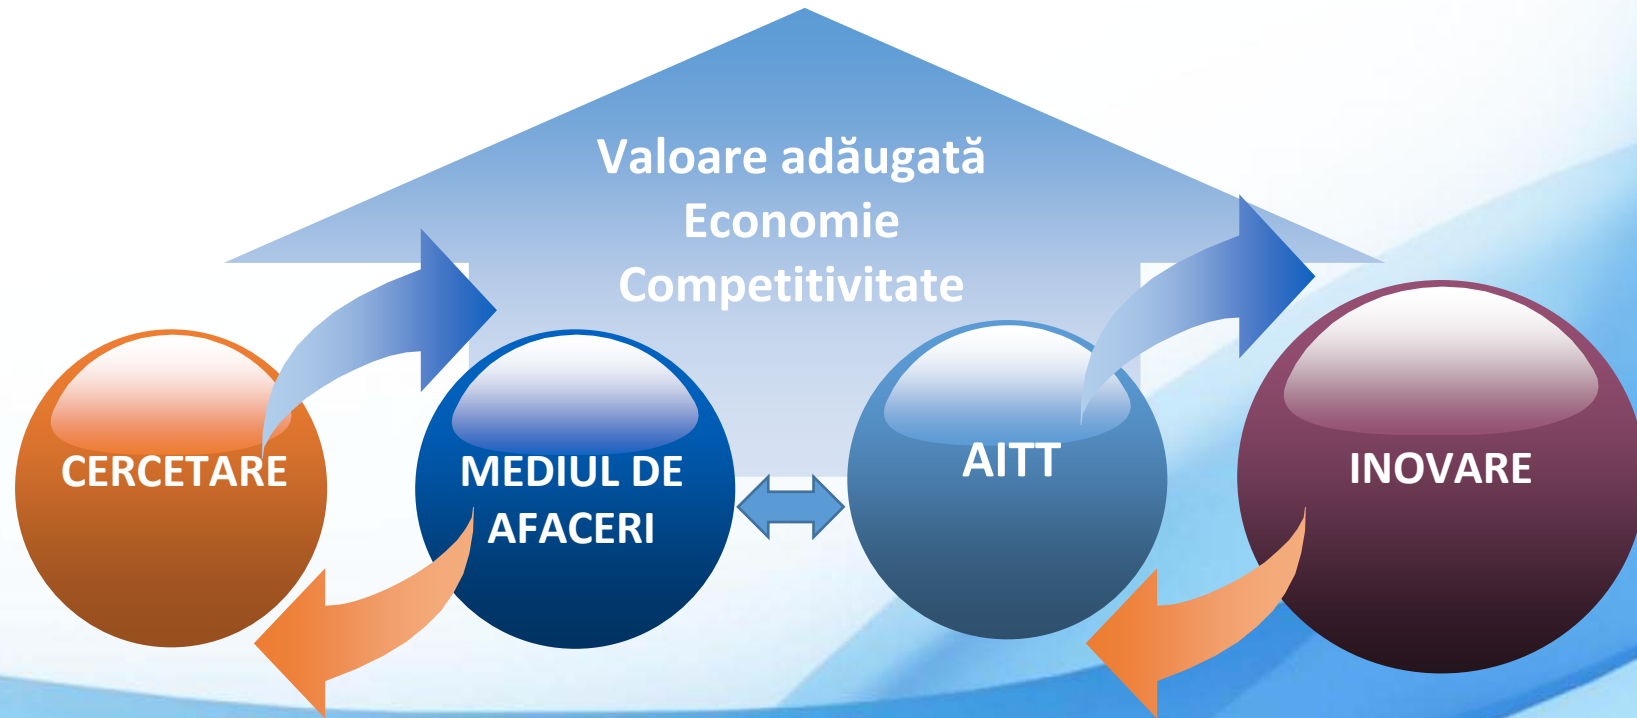 Valoare adăugată
Economie
Competitivitate
CERCETARE
MEDIUL DE
AFACERI
AITT
INOVARE